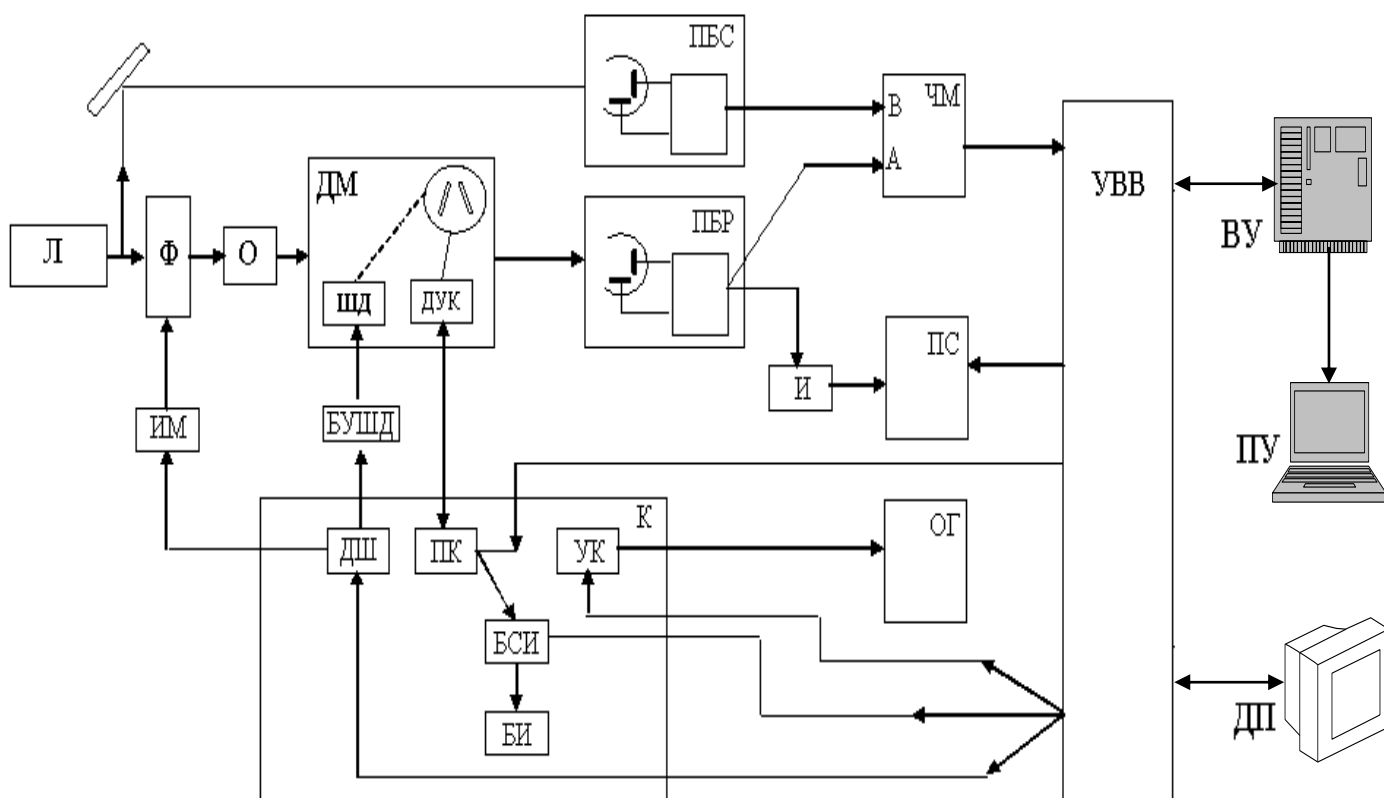 ПБС
ЧМ
В
А
УВВ
ВУ
ДМ
ПБР
Л
Ф
О
ШД
ДУК
ПС
И
ИМ
БУШД
ПУ
К
ОГ
ДШ
ПК
УК
БСИ
БИ
ДП